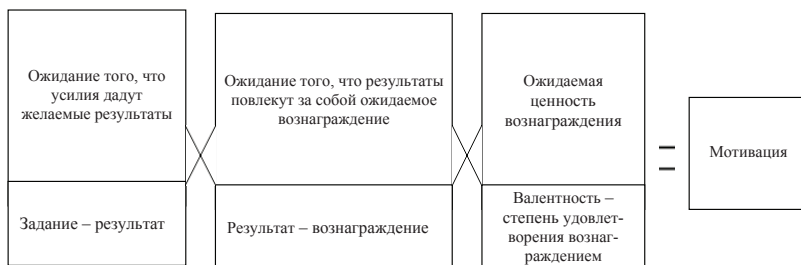 Ожидание того, что
усилия дадут
желаемые результаты
Задание – результат
Ожидание того, что результаты
повлекут за собой ожидаемое
вознаграждение
Результат – вознаграждение
Ожидаемая
ценность
вознаграждения
Валентность –
степень удовлет-
ворения вознаг-
раждением
=
Мотивация